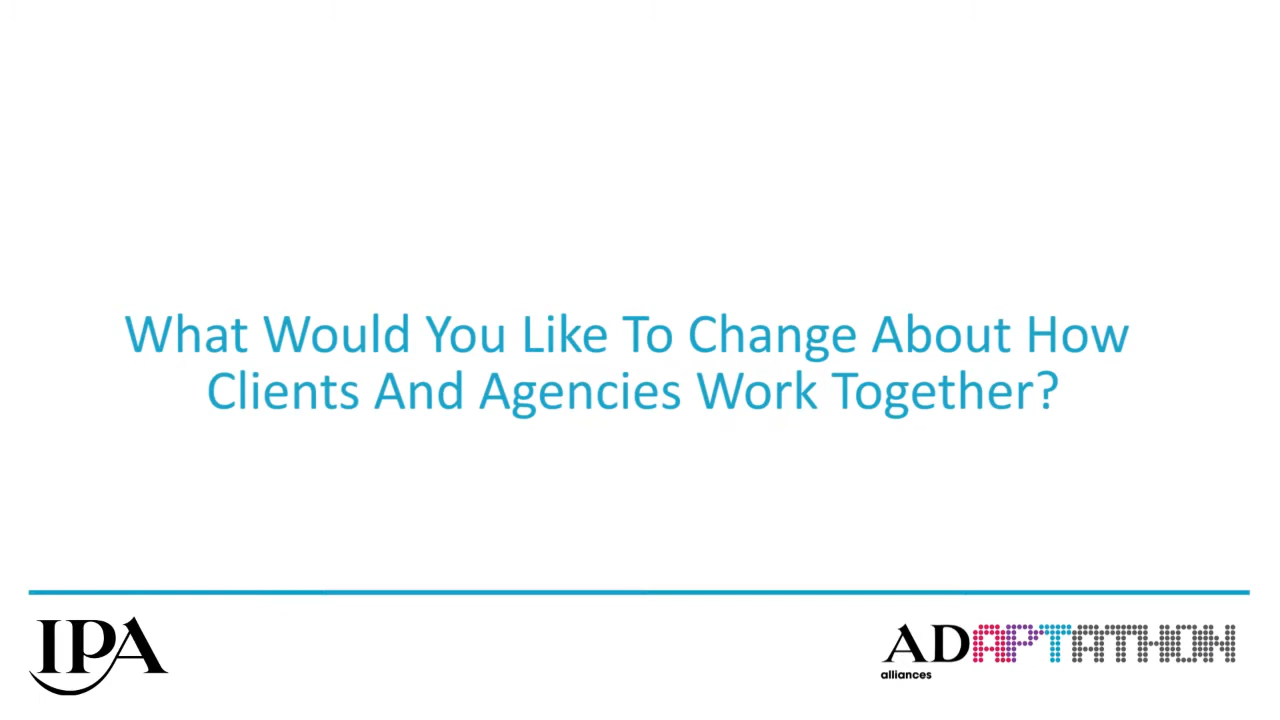 What Would You Like To Change About How
Clients And Agencies Work Together?
IPA
ADAPTATHON
alliances